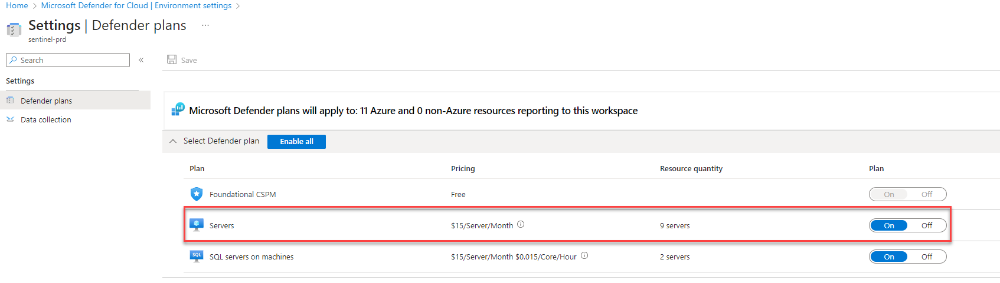 Home > Microsoft Defender for Cloud | Environment settings >
Settings | Defender plans ...
sentinel-prd
Search «
Save
Settings
Defender plans
Data collection
Microsoft Defender plans will apply to: 11 Azure and 0 non-Azure resources reporting to this workspace
Select Defender plan Enable all
Plan Pricing Resource quantity Plan
Foundational CSPM Free On Off
Servers $15/Server/Month 9 servers On Off
SQL SQL servers on machines $15/Server/Month $0.015/Core/Hour 2 servers On Off